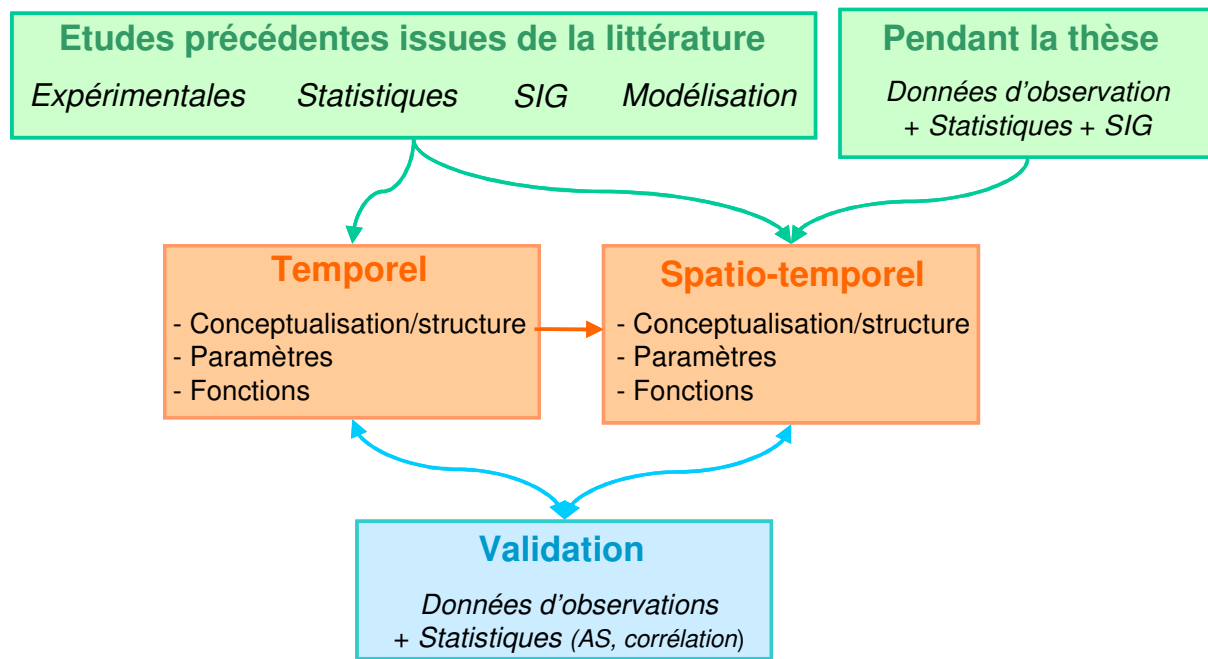 Etudes précédentes issues de la littérature
Expérimentales Statistiques SIG Modélisation
Pendant la thèse
Données d’observation
+ Statistiques + SIG
Temporel
- Conceptualisation/structure
- Paramètres
- Fonctions
Spatio-temporel
- Conceptualisation/structure
- Paramètres
- Fonctions
Validation
Données d’observations
+ Statistiques (AS, corrélation)